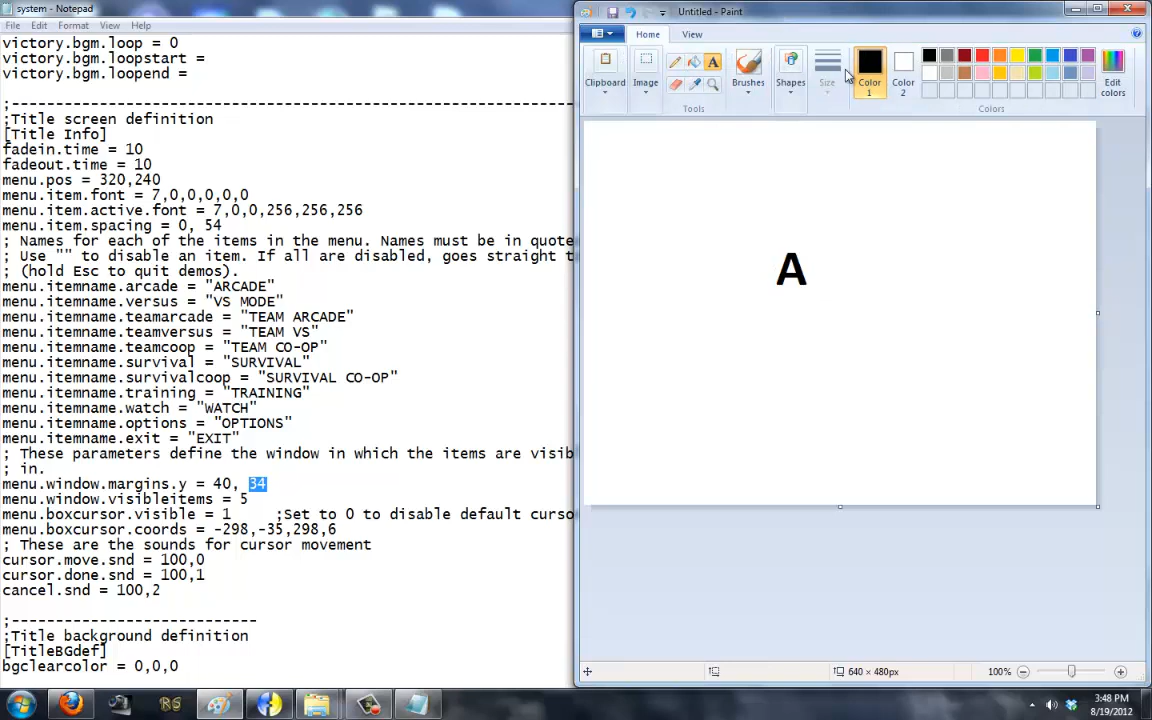 system - Notepad
File Edit Format View Help
victory.bgm.loop = 0
victory.bgm.loopstart =
victory.bgm.loopend =
;----------------------------------------------------------
;Title screen definition
[Title Info]
fadein.time = 10
fadeout.time = 10
menu.pos = 320,240
menu.item.font = 7,0,0,0,0,0
menu.item.active.font = 7,0,0,256,256,256
menu.item.spacing = 0, 54
; Names for each of the items in the menu. Names must be in quote
; Use "" to disable an item. If all are disabled, goes straight t
; (hold Esc to quit demos).
menu.itemname.arcade = "ARCADE"
menu.itemname.versus = "VS MODE"
menu.itemname.teamarcade = "TEAM ARCADE"
menu.itemname.teamversus = "TEAM VS"
menu.itemname.teamcoop = "TEAM CO-OP"
menu.itemname.survival = "SURVIVAL"
menu.itemname.survivalcoop = "SURVIVAL CO-OP"
menu.itemname.training = "TRAINING"
menu.itemname.watch = "WATCH"
menu.itemname.options = "OPTIONS"
menu.itemname.exit = "EXIT"
; These parameters define the window in which the items are visib
; in.
menu.window.margins.y = 40, 34
menu.window.visibleitems = 5
menu.boxcursor.visible = 1 ;Set to 0 to disable default curso
menu.boxcursor.coords = -298,-35,298,6
; These are the sounds for cursor movement
cursor.move.snd = 100,0
cursor.done.snd = 100,1
cancel.snd = 100,2
;---------------------------
;Title background definition
[TitleBGdef]
bgclearcolor = 0,0,0
Untitled - Paint
Home View
Clipboard Image Tools Brushes Shapes Size Color 1 Color 2 Colors Edit colors
A
640 × 480px 100%
RG
3:48 PM
8/19/2012